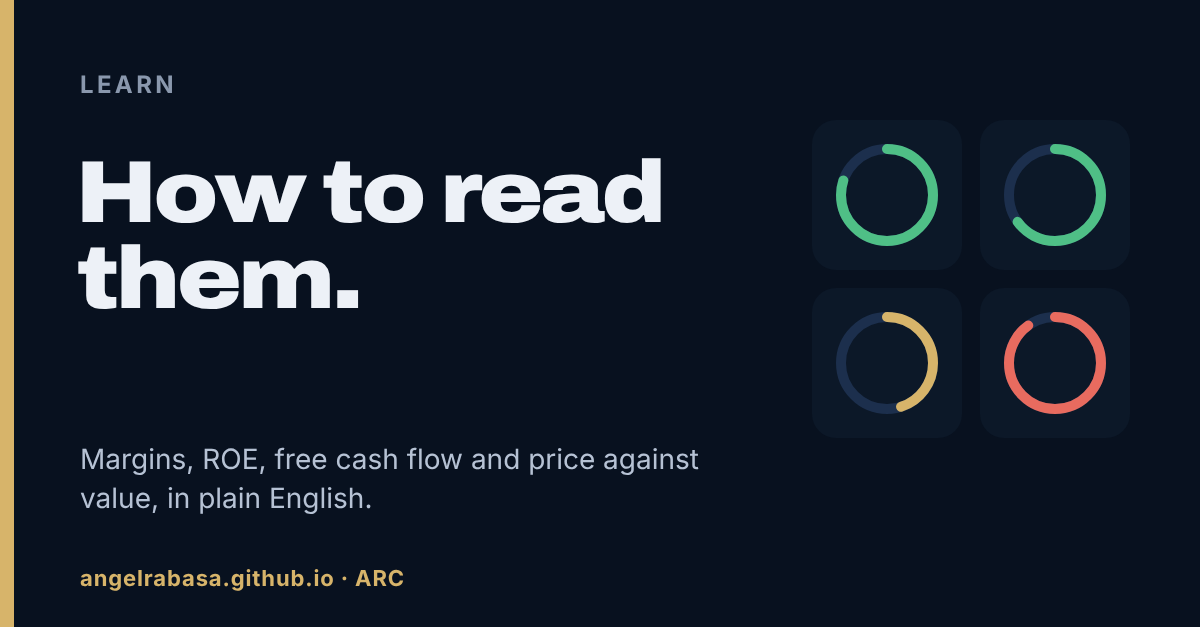 LEARN
How to read
them.
Margins, ROE, free cash flow and price against
value, in plain English.
angelrabasa.github.io · ARC